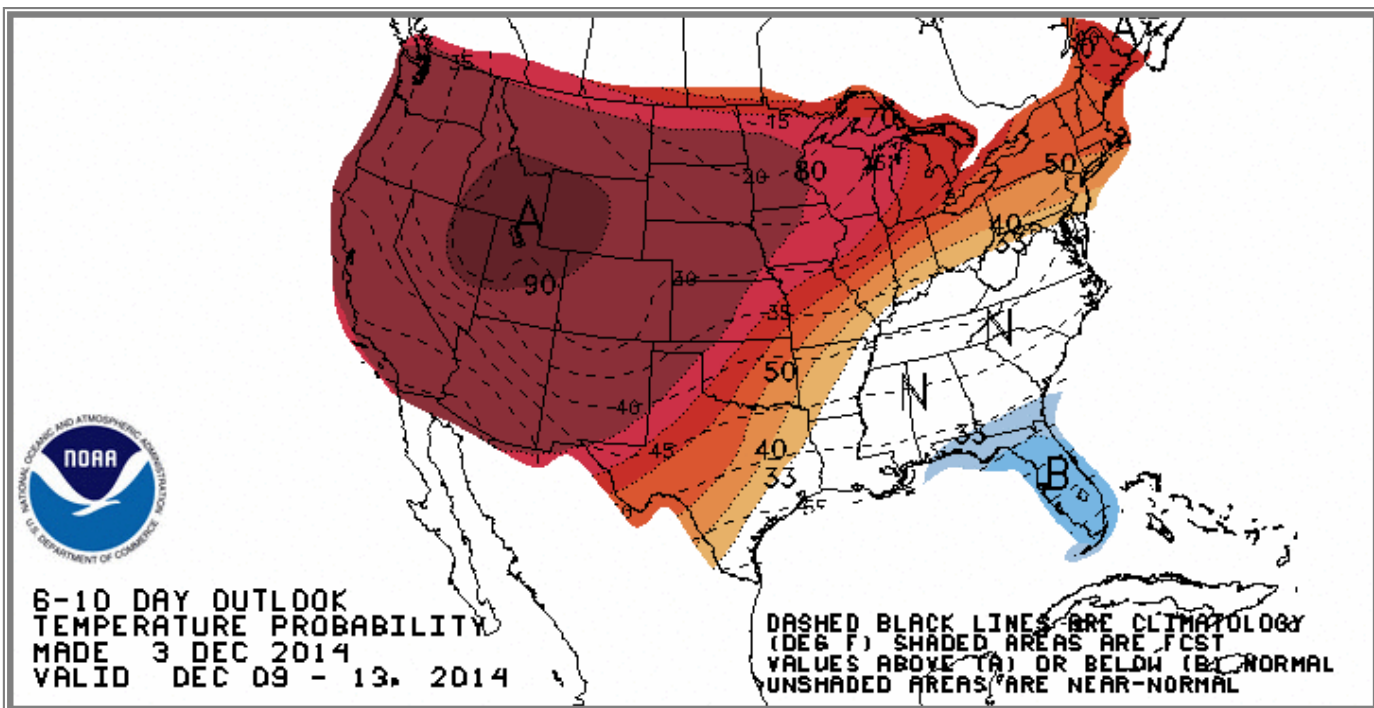 A
35
40
-15
70
50
80
15
20
A
40
33
90
30
35
N
50
N
40
45
40
33
33
B
NOAA
NATIONAL OCEANIC AND ATMOSPHERIC ADMINISTRATION
U.S. DEPARTMENT OF COMMERCE
6-10 DAY OUTLOOK
TEMPERATURE PROBABILITY
MADE 3 DEC 2014
VALID DEC 09 - 13, 2014
DASHED BLACK LINES ARE CLIMATOLOGY
(DEG F) SHADED AREAS ARE FCST
VALUES ABOVE (A) OR BELOW (B) NORMAL
UNSHADED AREAS ARE NEAR-NORMAL